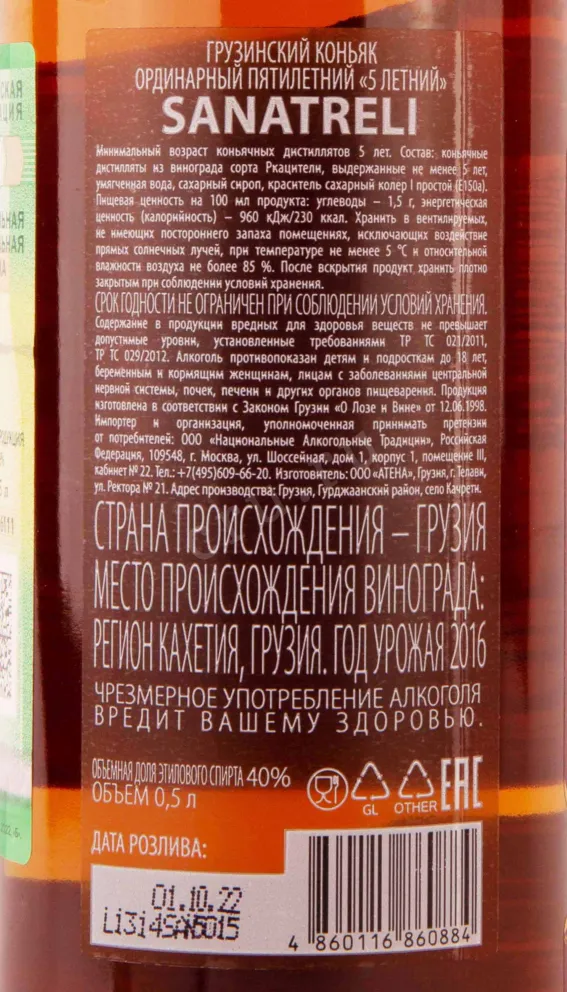 ГРУЗИНСКИЙ КОНЬЯК
ОРДИНАРНЫЙ ПЯТИЛЕТНИЙ «5 ЛЕТНИЙ»
SANATRELI
Минимальный возраст коньячных дистиллятов 5 лет. Состав: коньячные
дистилляты из винограда сорта Ркацители, выдержанные не менее 5 лет,
умягченная вода, сахарный сироп, краситель сахарный колер I простой (Е150а).
Пищевая ценность на 100 мл продукта: углеводы – 1,5 г, энергетическая
ценность (калорийность) – 960 кДж/230 ккал. Хранить в вентилируемых,
не имеющих постороннего запаха помещениях, исключающих воздействие
прямых солнечных лучей, при температуре не менее 5 °С и относительной
влажности воздуха не более 85 %. После вскрытия продукт хранить плотно
закрытым при соблюдении условий хранения.
СРОК ГОДНОСТИ НЕ ОГРАНИЧЕН ПРИ СОБЛЮДЕНИИ УСЛОВИЙ ХРАНЕНИЯ.
Содержание в продукции вредных для здоровья веществ не превышает
допустимые уровни, установленные требованиями ТР ТС 021/2011,
ТР ТС 029/2012. Алкоголь противопоказан детям и подросткам до 18 лет,
беременным и кормящим женщинам, лицам с заболеваниями центральной
нервной системы, почек, печени и других органов пищеварения. Продукция
изготовлена в соответствии с Законом Грузии «О Лозе и Вине» от 12.06.1998.
Импортер и организация, уполномоченная принимать претензии
от потребителей: ООО «Национальные Алкогольные Традиции», Российская
Федерация, 109548, г. Москва, ул. Шоссейная, дом 1, корпус 1, помещение III,
кабинет № 22. Тел.: +7(495)609-66-20. Изготовитель: ООО «АТЕНА», Грузия, г. Телави,
ул. Ректора № 21. Адрес производства: Грузия, Гурджаанский район, село Качрети.
СТРАНА ПРОИСХОЖДЕНИЯ – ГРУЗИЯ
МЕСТО ПРОИСХОЖДЕНИЯ ВИНОГРАДА:
РЕГИОН КАХЕТИЯ, ГРУЗИЯ. ГОД УРОЖАЯ 2016
ЧРЕЗМЕРНОЕ УПОТРЕБЛЕНИЕ АЛКОГОЛЯ
ВРЕДИТ ВАШЕМУ ЗДОРОВЬЮ.
ОБЪЕМНАЯ ДОЛЯ ЭТИЛОВОГО СПИРТА 40%
ОБЪЕМ 0,5 л
GL OTHER EAC
ДАТА РОЗЛИВА:
01.10.22
4 860116 860884